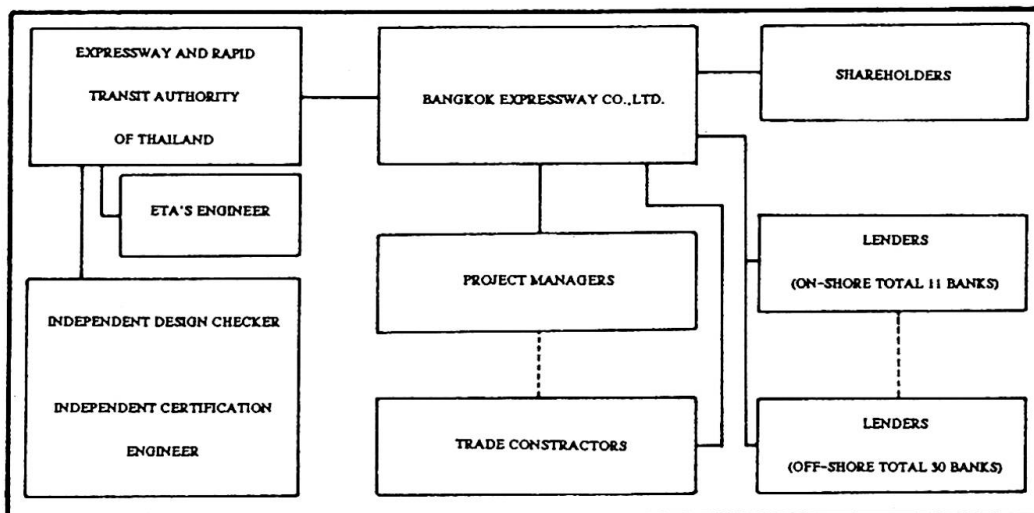 EXPRESSWAY AND RAPID
TRANSIT AUTHORITY
OF THAILAND
BANGKOK EXPRESSWAY CO.,LTD.
SHAREHOLDERS
ETA'S ENGINEER
PROJECT MANAGERS
LENDERS
(ON-SHORE TOTAL 11 BANKS)
INDEPENDENT DESIGN CHECKER
INDEPENDENT CERTIFICATION
ENGINEER
TRADE CONSTRACTORS
LENDERS
(OFF-SHORE TOTAL 30 BANKS)